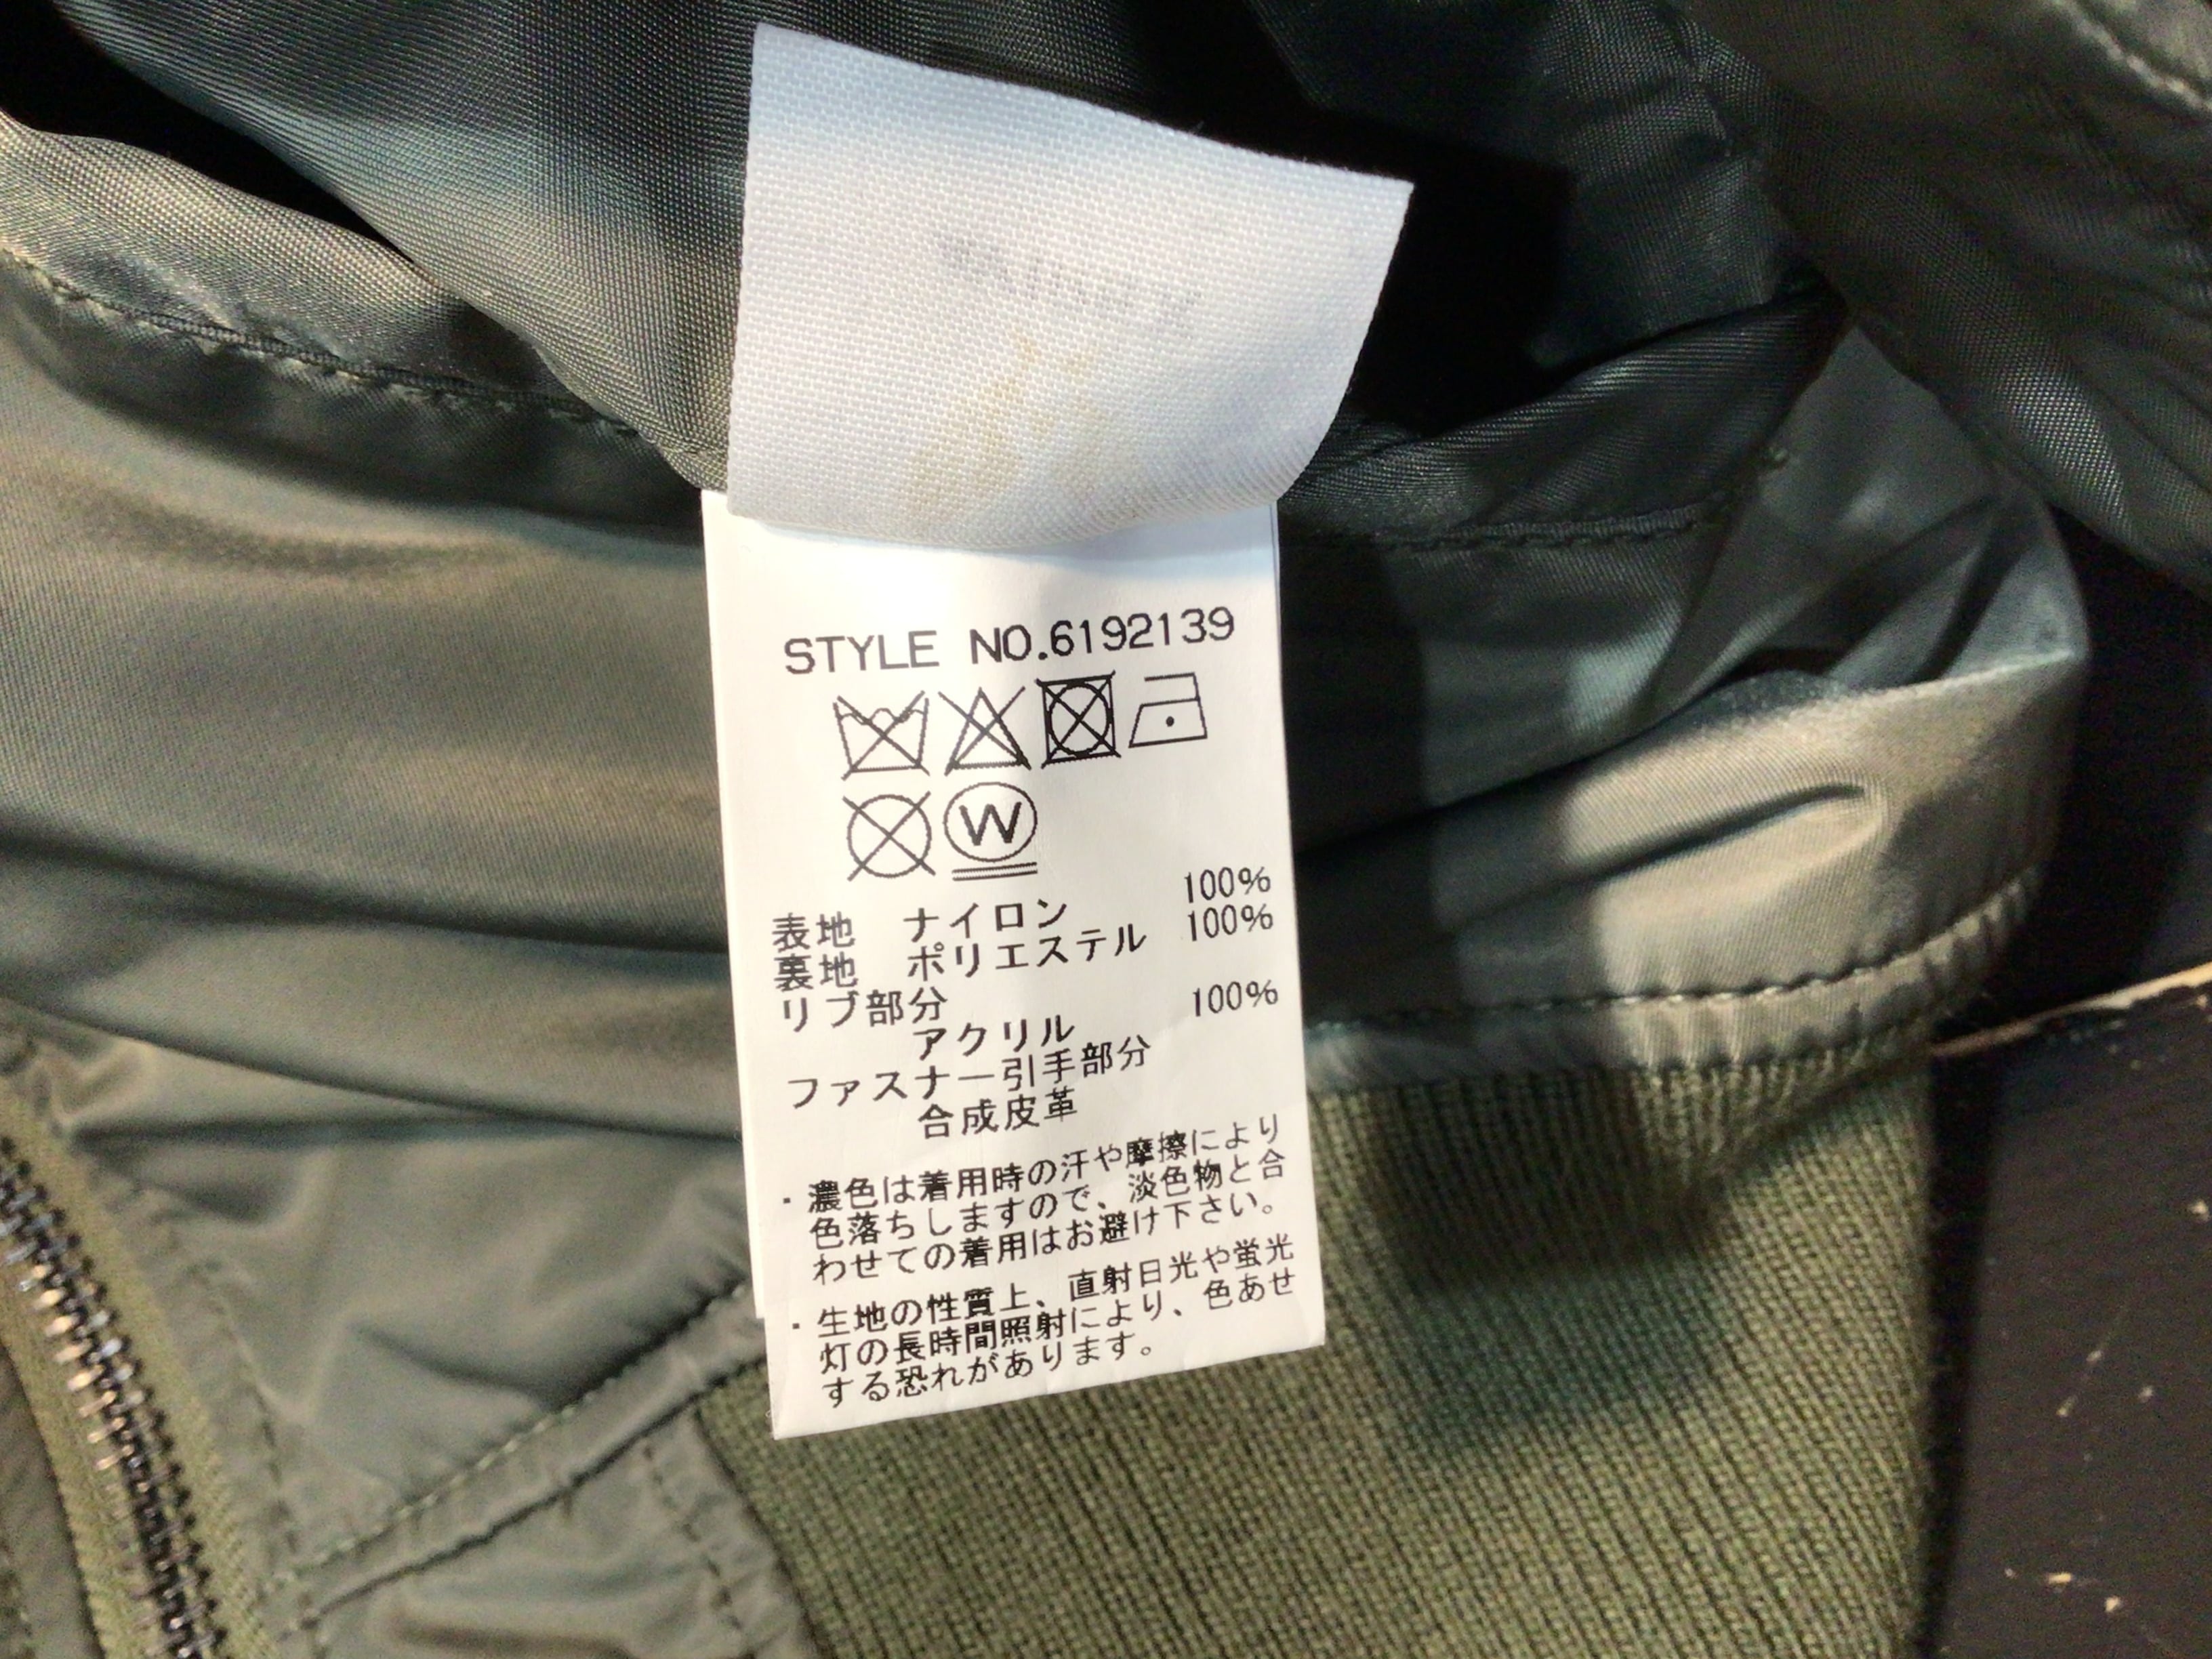 STYLE NO.6192139
W
表地 ナイロン 100%
裏地 ポリエステル 100%
リブ部分
アクリル 100%
ファスナー引手部分
合成皮革
・濃色は着用時の汗や摩擦により
色落ちしますので、淡色物と合
わせての着用はお避け下さい。
・生地の性質上、直射日光や蛍光
灯の長時間照射により、色あせ
する恐れがあります。